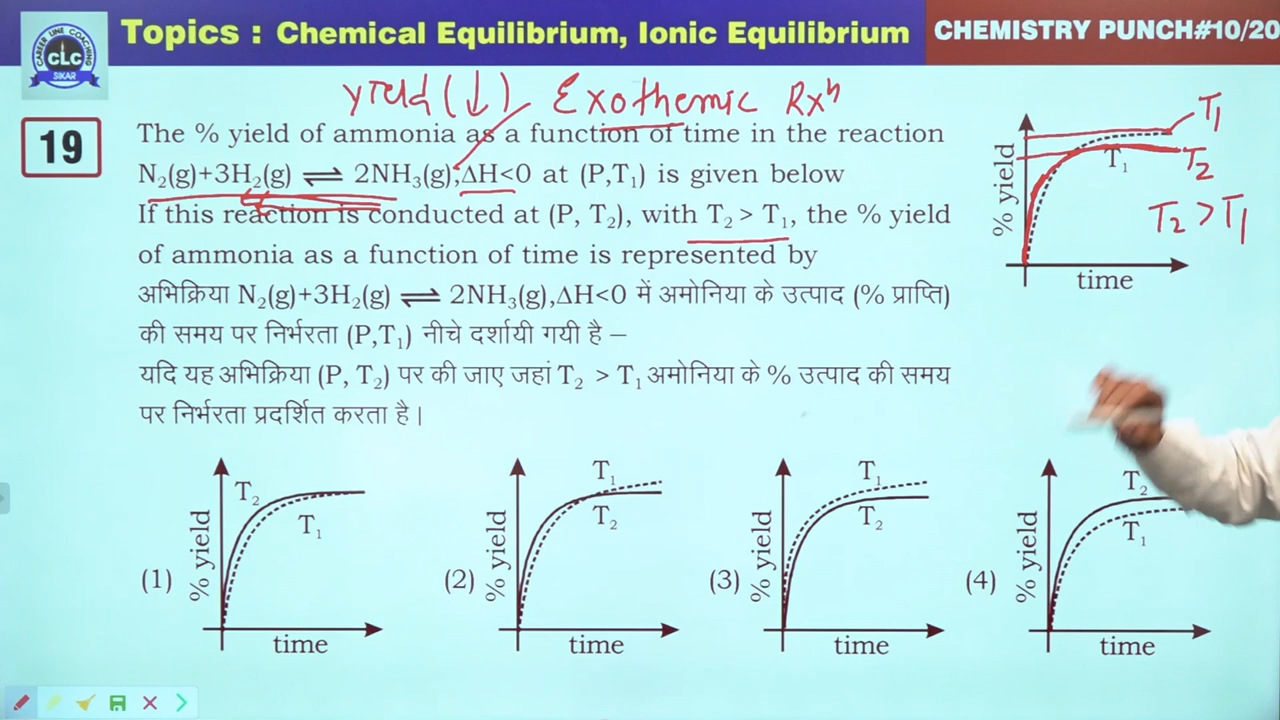 CAREER LINE COACHING
CLC
SIKAR
Topics : Chemical Equilibrium, Ionic Equilibrium
CHEMISTRY PUNCH#10/20
yield (↓) Exothemic Rxⁿ
19
The % yield of ammonia as a function of time in the reaction
N₂(g)+3H₂(g) ⇌ 2NH₃(g),ΔH<0 at (P,T₁) is given below
If this reaction is conducted at (P, T₂), with T₂ > T₁, the % yield
of ammonia as a function of time is represented by
अभिक्रिया N₂(g)+3H₂(g) ⇌ 2NH₃(g),ΔH<0 में अमोनिया के उत्पाद (% प्राप्ति)
की समय पर निर्भरता (P,T₁) नीचे दर्शायी गयी है –
यदि यह अभिक्रिया (P, T₂) पर की जाए जहां T₂ > T₁ अमोनिया के % उत्पाद की समय
पर निर्भरता प्रदर्शित करता है।
T₁
T₁
T₂
T₂ > T₁
% yield
time
(1)
% yield
T₂
T₁
time
(2)
% yield
T₁
T₂
time
(3)
% yield
T₁
T₂
time
(4)
% yield
T₂
T₁
time